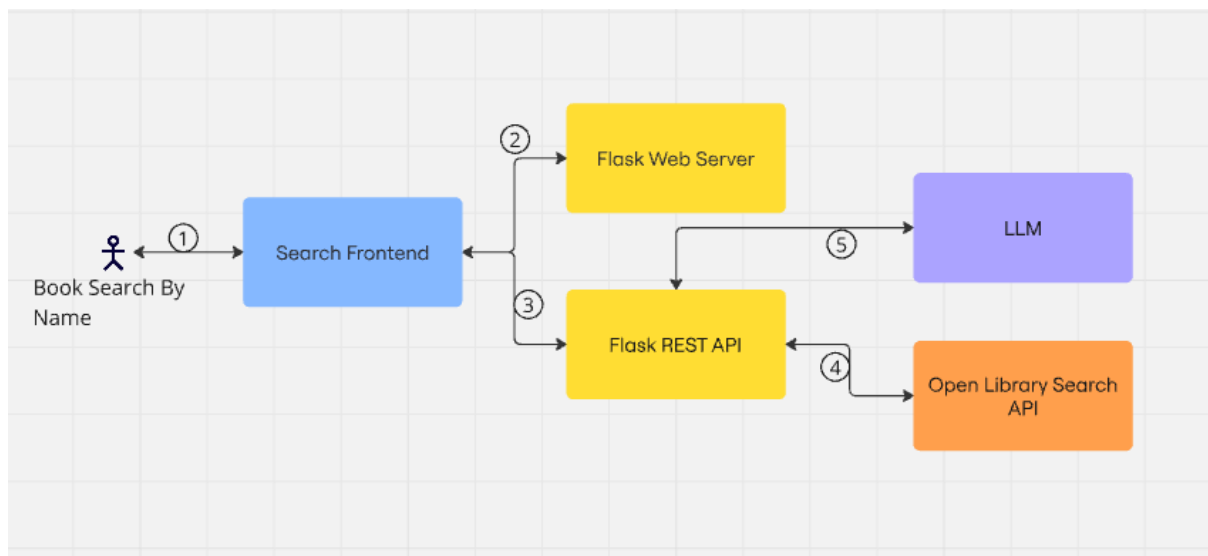 2
Flask Web Server
1
Search Frontend
5
LLM
Book Search By
Name
3
Flask REST API
4
Open Library Search
API